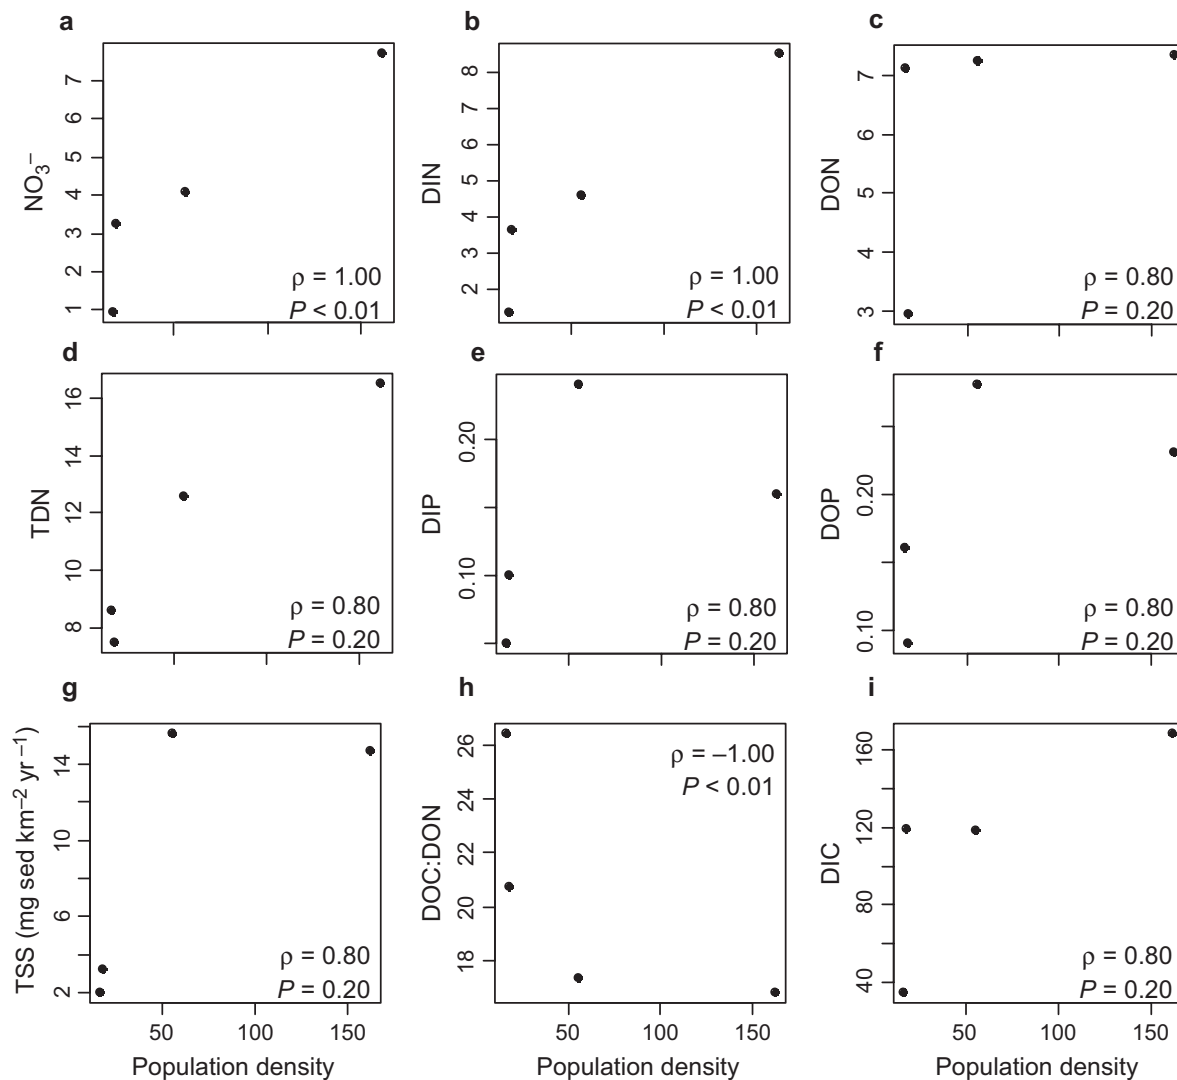 a
NO₃⁻
7
6
5
4
3
2
1
ρ = 1.00
P < 0.01
b
DIN
8
7
6
5
4
3
2
ρ = 1.00
P < 0.01
c
DON
7
6
5
4
3
ρ = 0.80
P = 0.20
d
TDN
16
14
12
10
8
ρ = 0.80
P = 0.20
e
DIP
0.20
0.10
ρ = 0.80
P = 0.20
f
DOP
0.20
0.10
ρ = 0.80
P = 0.20
g
TSS (mg sed km⁻² yr⁻¹)
14
10
6
2
ρ = 0.80
P = 0.20
50 100 150
Population density
h
DOC:DON
26
24
22
20
18
ρ = –1.00
P < 0.01
50 100 150
Population density
i
DIC
160
120
80
40
ρ = 0.80
P = 0.20
50 100 150
Population density